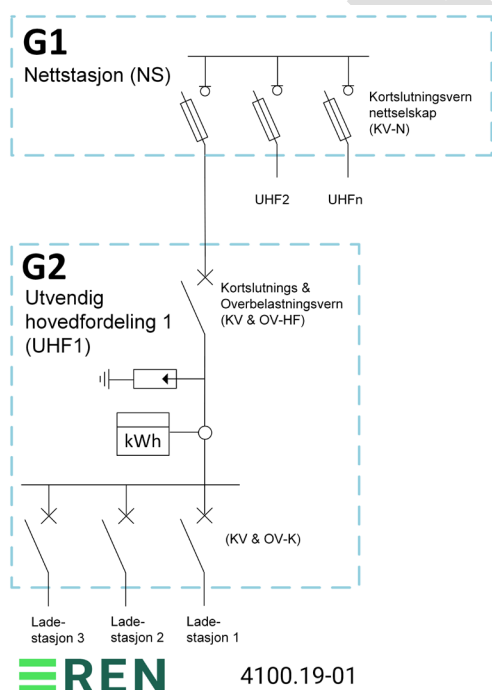 G1
Nettstasjon (NS)
Kortslutningsvern
nettselskap
(KV-N)
UHF2
UHFn
G2
Utvendig
hovedfordeling 1
(UHF1)
Kortslutnings &
Overbelastningsvern
(KV & OV-HF)
kWh
(KV & OV-K)
Lade-
stasjon 3
Lade-
stasjon 2
Lade-
stasjon 1
REN
4100.19-01